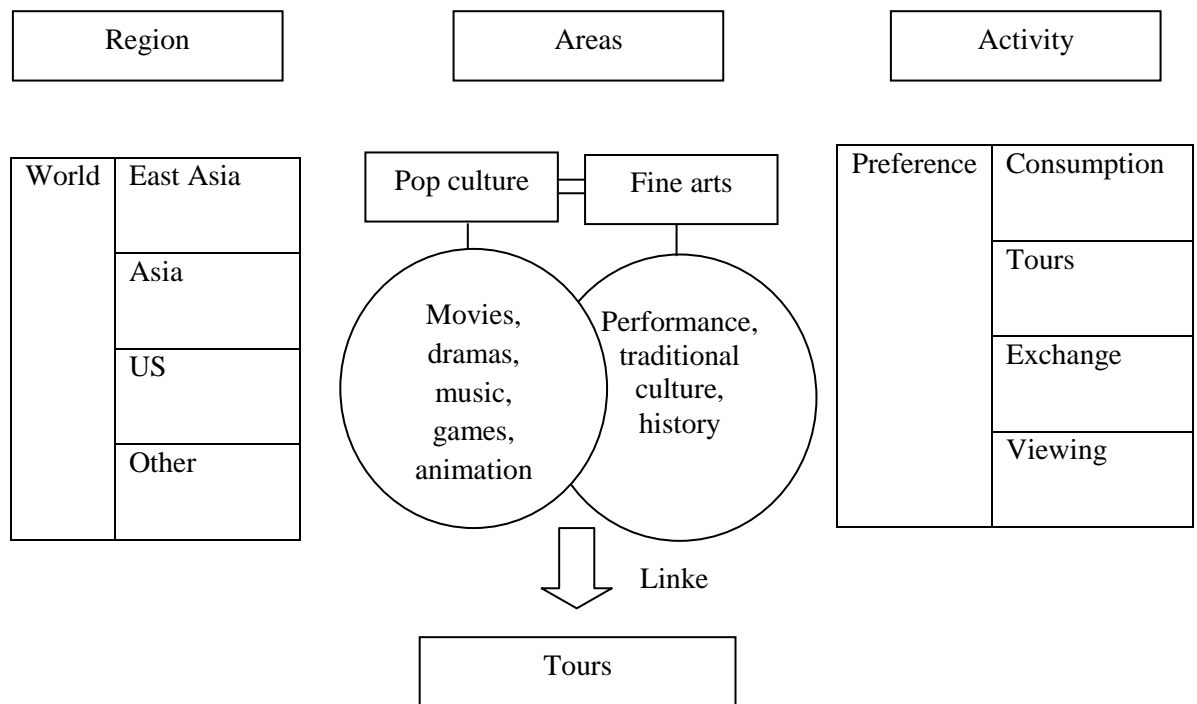 Region
Areas
Activity
World
East Asia
Asia
US
Other
Pop culture
Fine arts
Movies,
dramas,
music,
games,
animation
Performance,
traditional
culture,
history
Linke
Tours
Preference
Consumption
Tours
Exchange
Viewing